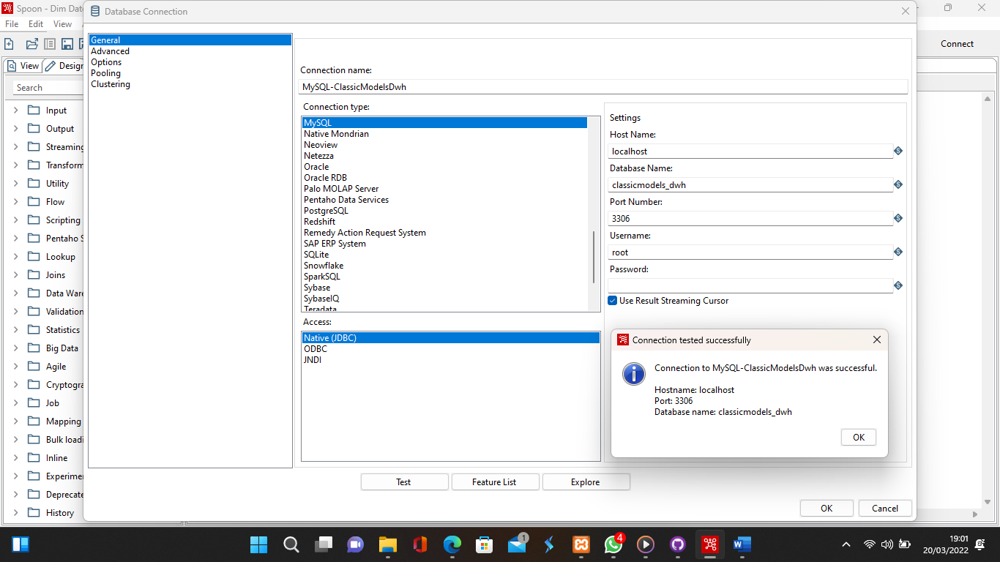 Spoon - Dim Dat
Database Connection
File Edit View
Connect
View
Design
Search
Input
Output
Streaming
Transform
Utility
Flow
Scripting
Pentaho S
Lookup
Joins
Data Ware
Validation
Statistics
Big Data
Agile
Cryptogra
Job
Mapping
Bulk loadi
Inline
Experimen
Deprecate
History
General
Advanced
Options
Pooling
Clustering
Connection name:
MySQL-ClassicModelsDwh
Connection type:
MySQL
Native Mondrian
Neoview
Netezza
Oracle
Oracle RDB
Palo MOLAP Server
Pentaho Data Services
PostgreSQL
Redshift
Remedy Action Request System
SAP ERP System
SQLite
Snowflake
SparkSQL
Sybase
SybaseIQ
Teradata
Access:
Native (JDBC)
ODBC
JNDI
Settings
Host Name:
localhost
Database Name:
classicmodels_dwh
Port Number:
3306
Username:
root
Password:
Use Result Streaming Cursor
Connection tested successfully
Connection to MySQL-ClassicModelsDwh was successful.
Hostname: localhost
Port: 3306
Database name: classicmodels_dwh
OK
Test
Feature List
Explore
OK
Cancel
1
4
19:01
20/03/2022